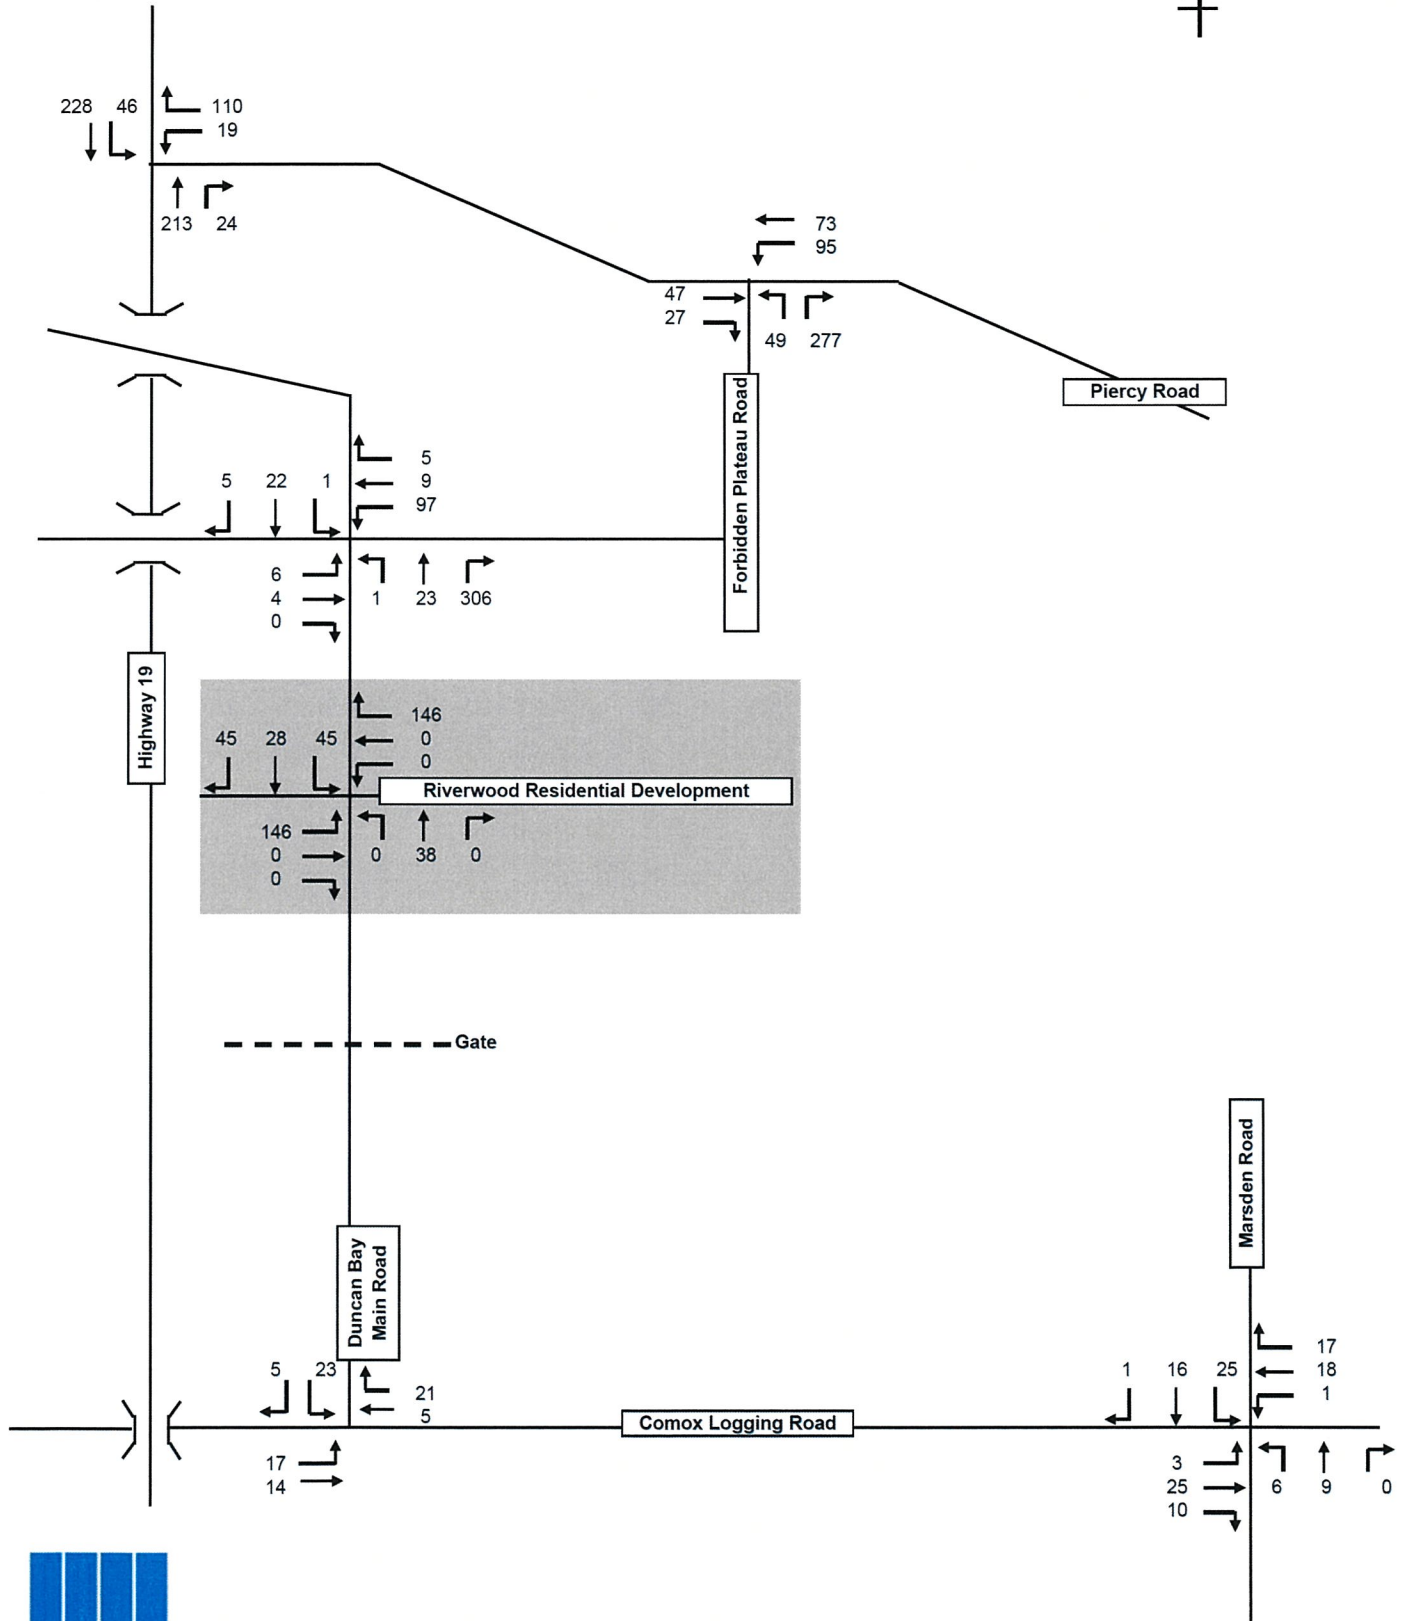 228 46 110
19
213 24
73
95
47
27
49 277
Piercy Road
Forbidden Plateau Road
5
9
97
5 22 1
6
4
0
1 23 306
Highway 19
146
0
0
45 28 45
Riverwood Residential Development
146
0
0
0 38 0
Gate
Marsden Road
Duncan Bay
Main Road
5 23
21
5
Comox Logging Road
17
14
1 16 25
17
18
1
3
25
10
6 9 0